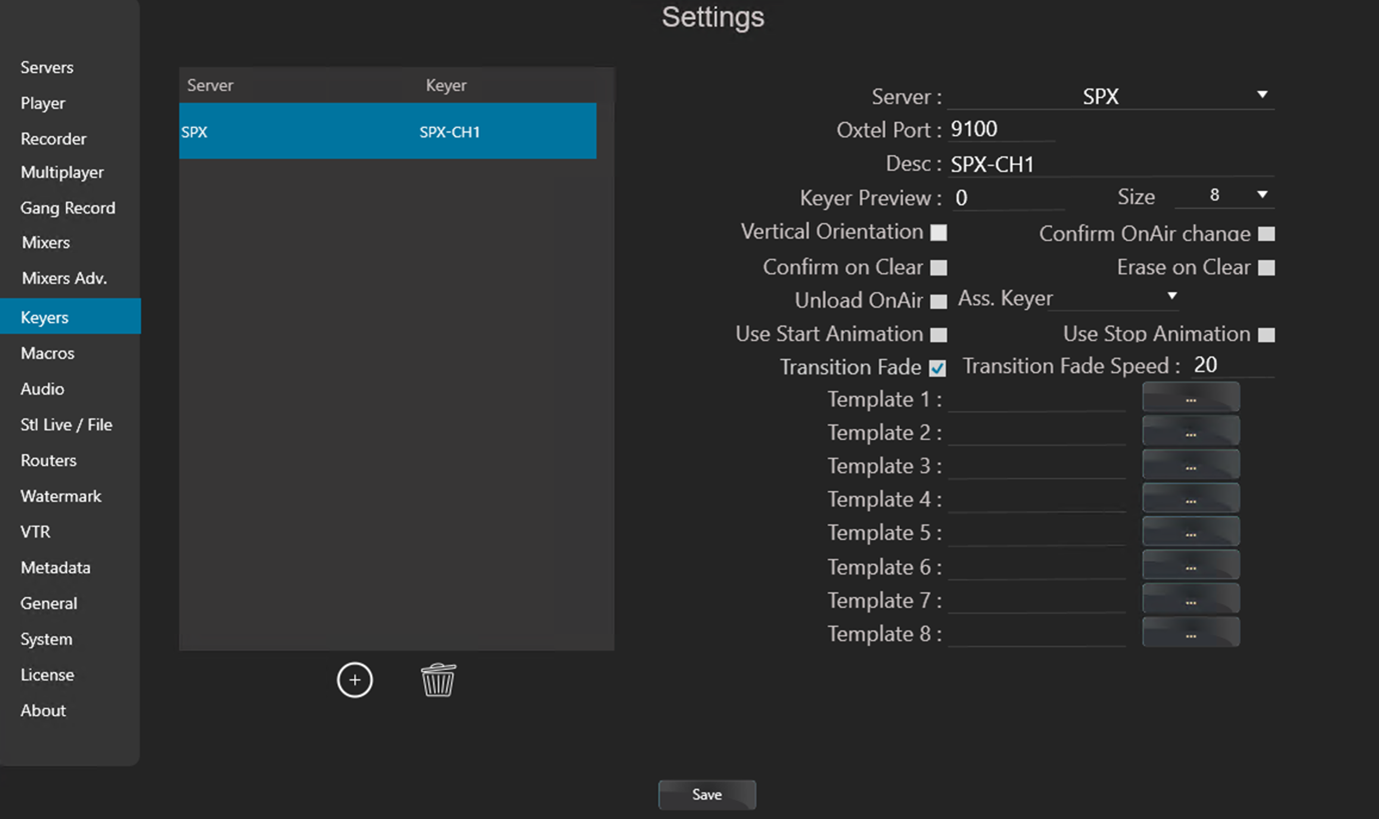 Settings
Servers
Player
Recorder
Multiplayer
Gang Record
Mixers
Mixers Adv.
Keyers
Macros
Audio
Stl Live / File
Routers
Watermark
VTR
Metadata
General
System
License
About
Server Keyer
SPX SPX-CH1
Server : SPX
Oxtel Port : 9100
Desc : SPX-CH1
Keyer Preview : 0 Size 8
Vertical Orientation Confirm OnAir change
Confirm on Clear Erase on Clear
Unload OnAir Ass. Keyer
Use Start Animation Use Stop Animation
Transition Fade Transition Fade Speed : 20
Template 1 : ...
Template 2 : ...
Template 3 : ...
Template 4 : ...
Template 5 : ...
Template 6 : ...
Template 7 : ...
Template 8 : ...
Save